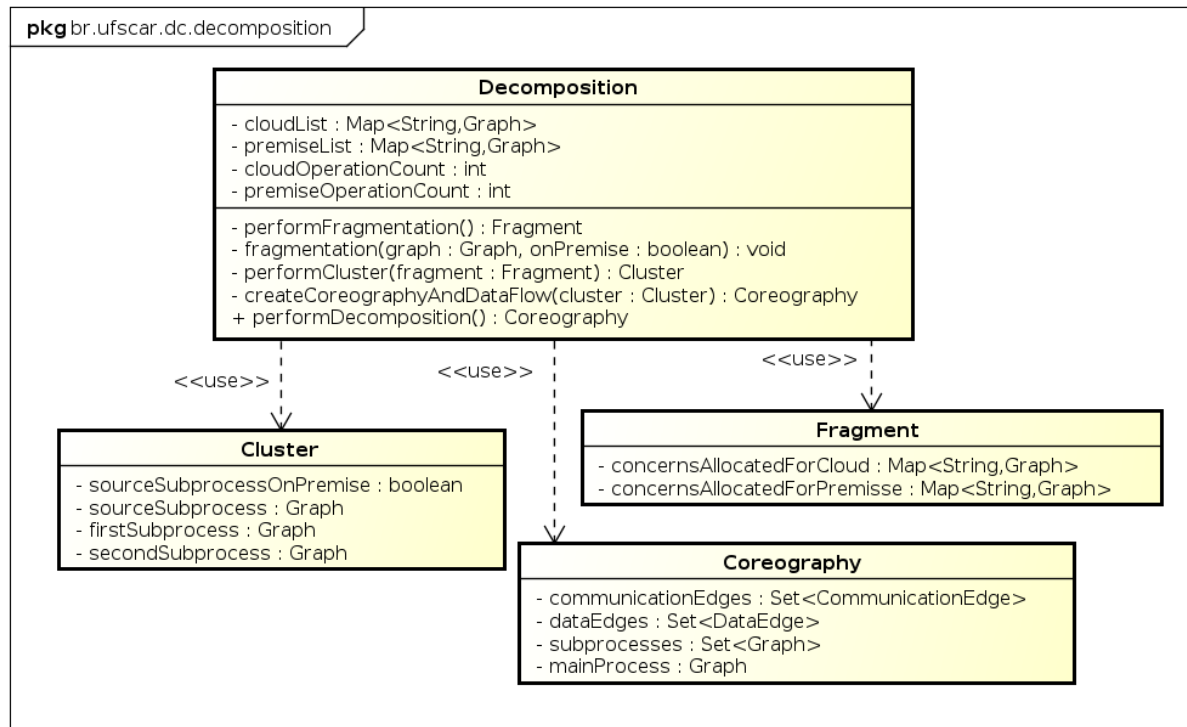 pkg br.ufscar.dc.decomposition
Decomposition
- cloudList : Map<String,Graph>
- premiseList : Map<String,Graph>
- cloudOperationCount : int
- premiseOperationCount : int
- performFragmentation() : Fragment
- fragmentation(graph : Graph, onPremise : boolean) : void
- performCluster(fragment : Fragment) : Cluster
- createCoreographyAndDataFlow(cluster : Cluster) : Coreography
+ performDecomposition() : Coreography
<<use>>
<<use>>
<<use>>
Cluster
- sourceSubprocessOnPremise : boolean
- sourceSubprocess : Graph
- firstSubprocess : Graph
- secondSubprocess : Graph
Fragment
- concernsAllocatedForCloud : Map<String,Graph>
- concernsAllocatedForPremisse : Map<String,Graph>
Coreography
- communicationEdges : Set<CommunicationEdge>
- dataEdges : Set<DataEdge>
- subprocesses : Set<Graph>
- mainProcess : Graph